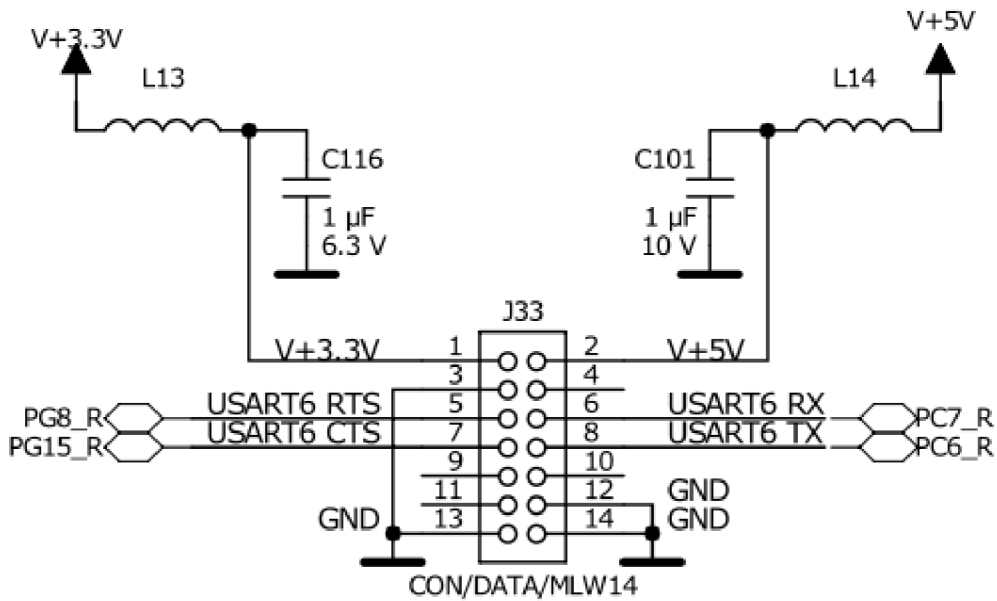 V+3.3V
V+5V
L13
L14
C116
1 µF
6.3 V
C101
1 µF
10 V
J33
V+3.3V 1 2 V+5V
3 4
PG8_R USART6 RTS 5 6 USART6 RX PC7_R
PG15_R USART6 CTS 7 8 USART6 TX PC6_R
9 10
11 12 GND
GND 13 14 GND
CON/DATA/MLW14